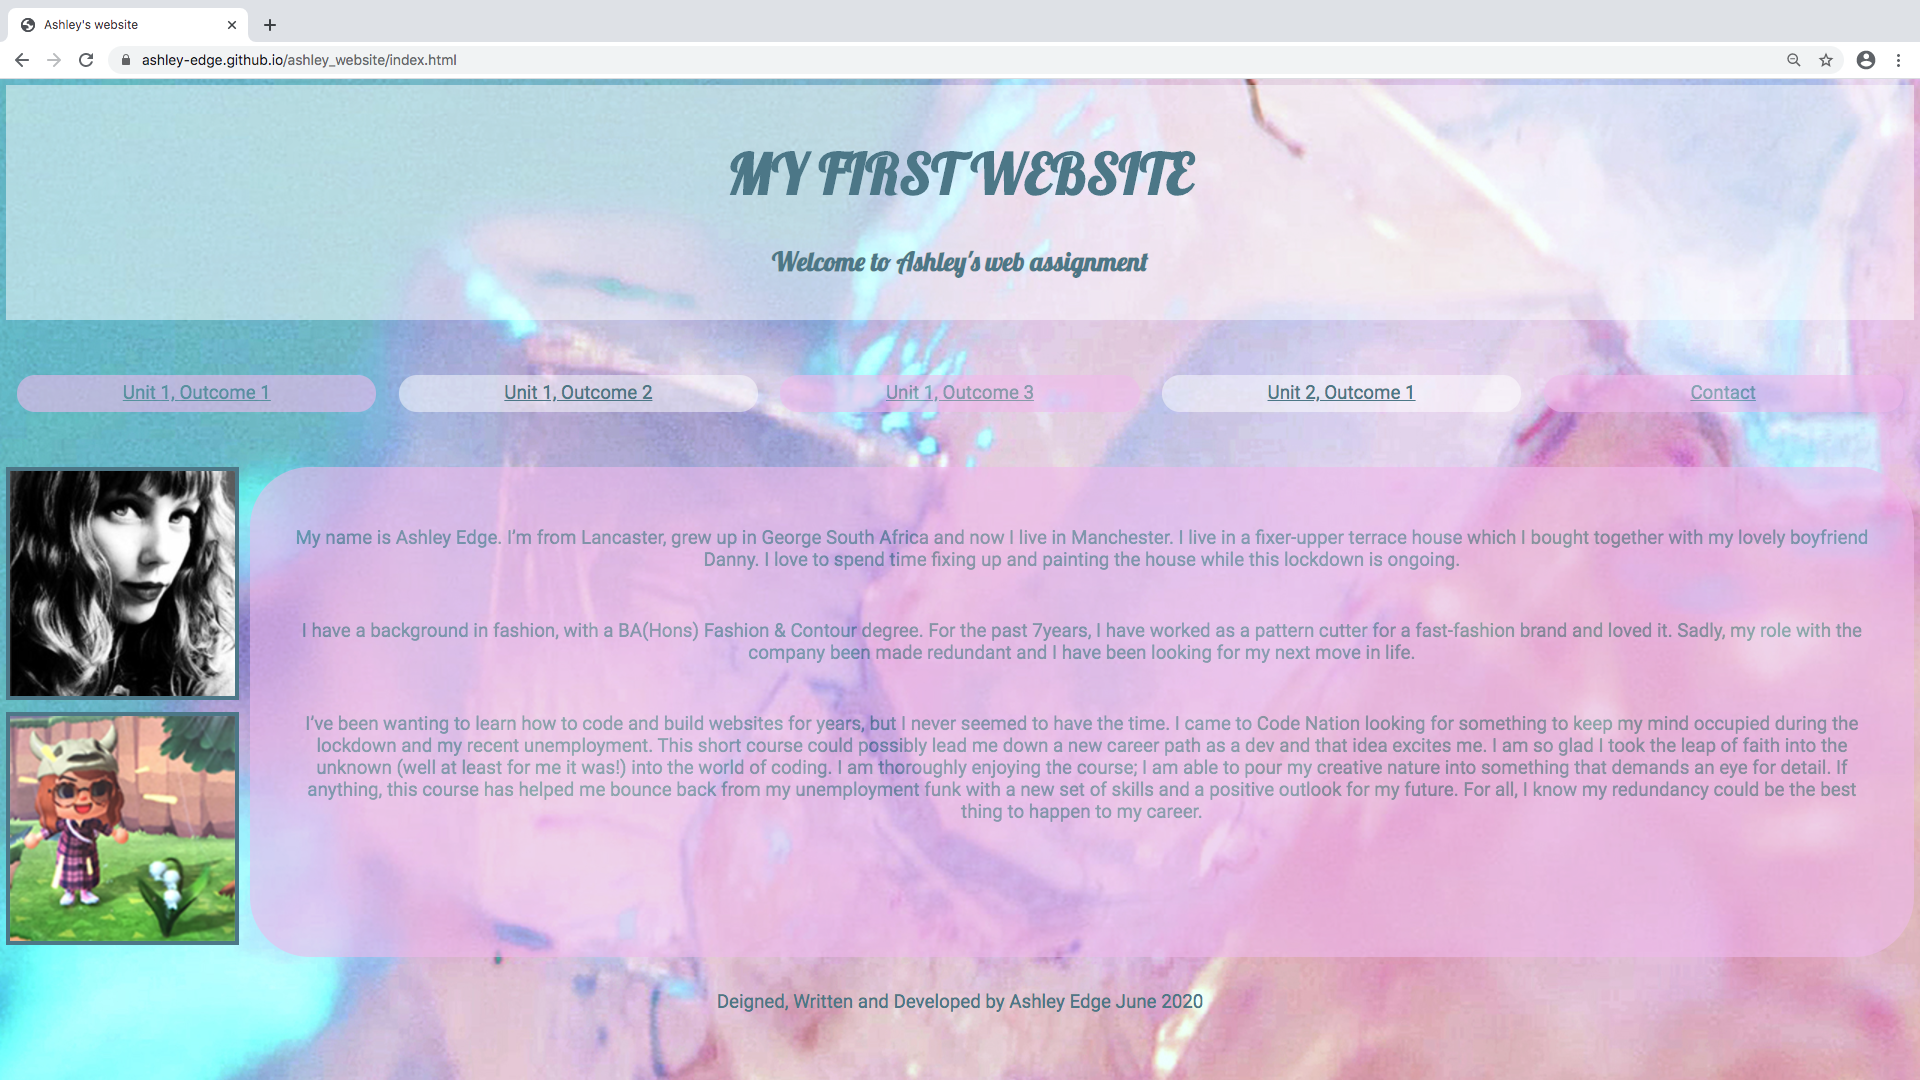 Ashley's website
ashley-edge.github.io/ashley_website/index.html
MY FIRST WEBSITE
Welcome to Ashley's web assignment
Unit 1, Outcome 1
Unit 1, Outcome 2
Unit 1, Outcome 3
Unit 2, Outcome 1
Contact
My name is Ashley Edge. I’m from Lancaster, grew up in George South Africa and now I live in Manchester. I live in a fixer-upper terrace house which I bought together with my lovely boyfriend
Danny. I love to spend time fixing up and painting the house while this lockdown is ongoing.
I have a background in fashion, with a BA(Hons) Fashion & Contour degree. For the past 7years, I have worked as a pattern cutter for a fast-fashion brand and loved it. Sadly, my role with the
company been made redundant and I have been looking for my next move in life.
I’ve been wanting to learn how to code and build websites for years, but I never seemed to have the time. I came to Code Nation looking for something to keep my mind occupied during the
lockdown and my recent unemployment. This short course could possibly lead me down a new career path as a dev and that idea excites me. I am so glad I took the leap of faith into the
unknown (well at least for me it was!) into the world of coding. I am thoroughly enjoying the course; I am able to pour my creative nature into something that demands an eye for detail. If
anything, this course has helped me bounce back from my unemployment funk with a new set of skills and a positive outlook for my future. For all, I know my redundancy could be the best
thing to happen to my career.
Deigned, Written and Developed by Ashley Edge June 2020